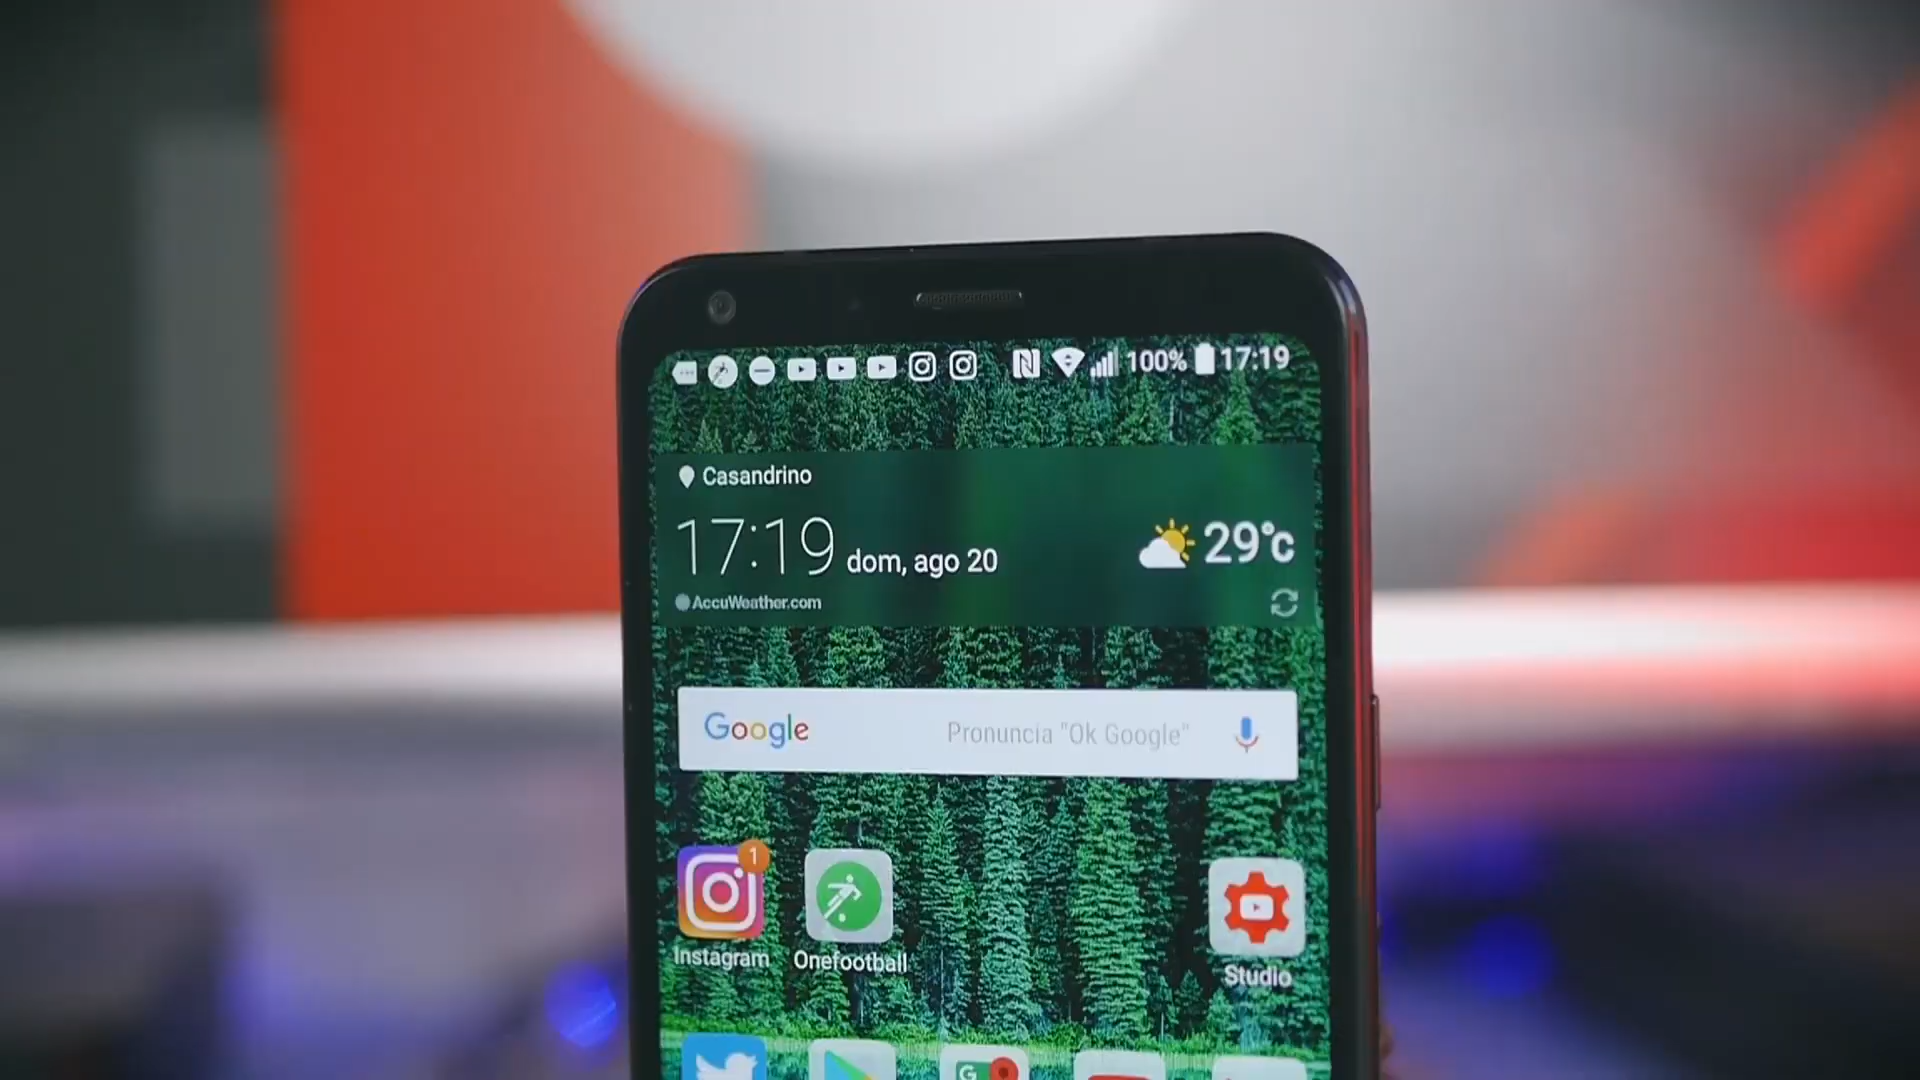 100% 17:19
Casandrino
17:19 dom, ago 20
29°c
AccuWeather.com
Google Pronuncia "Ok Google"
1
Instagram
Onefootball
Studio
G